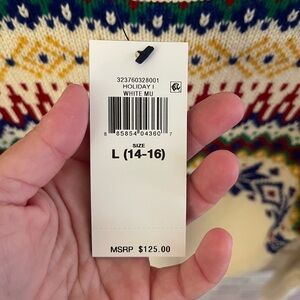 323760328001
HOLIDAY I
WHITE MU
8 85854 04360 7
SIZE
L (14-16)
MSRP $125.00